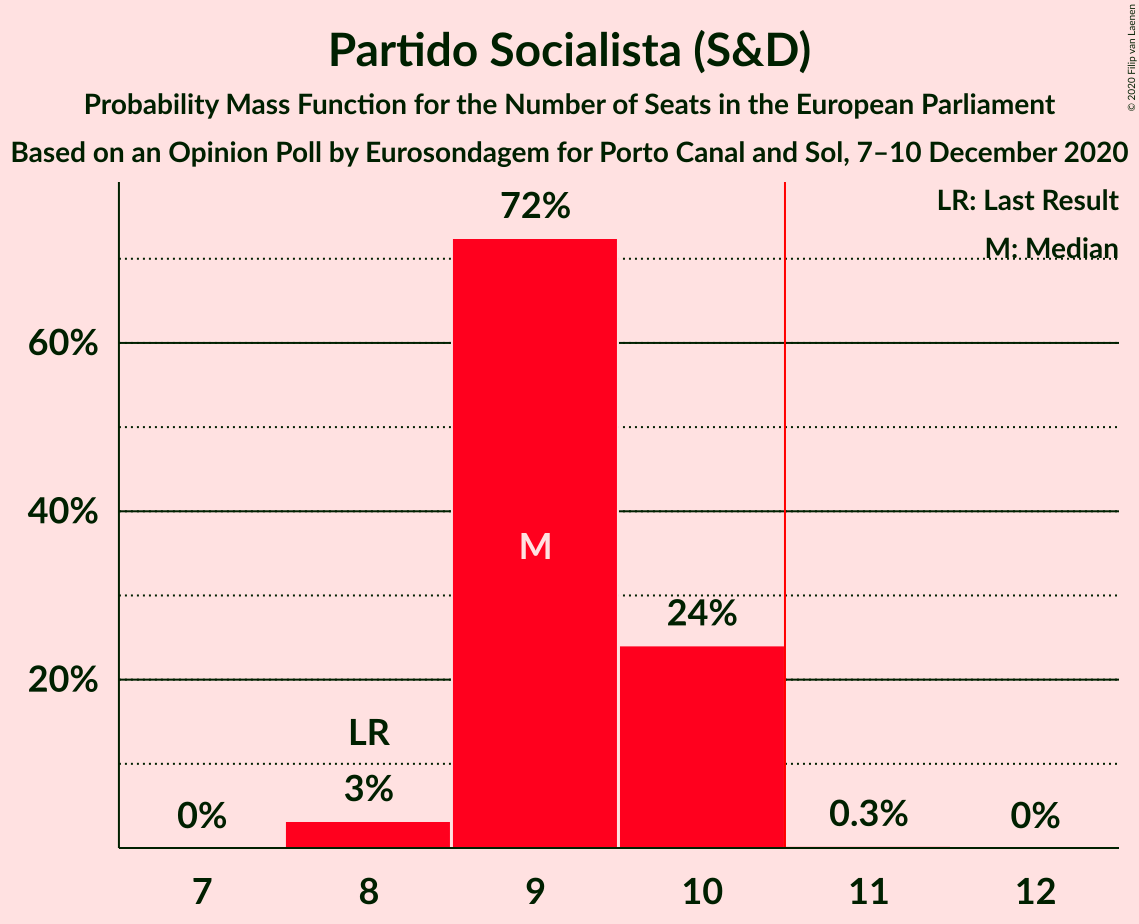 Partido Socialista (S&D)
Probability Mass Function for the Number of Seats in the European Parliament
Based on an Opinion Poll by Eurosondagem for Porto Canal and Sol, 7–10 December 2020
© 2020 Filip van Laenen
LR: Last Result
M: Median
72%
60%
40%
M
24%
20%
LR
3%
0%
0.3%
0%
7 8 9 10 11 12